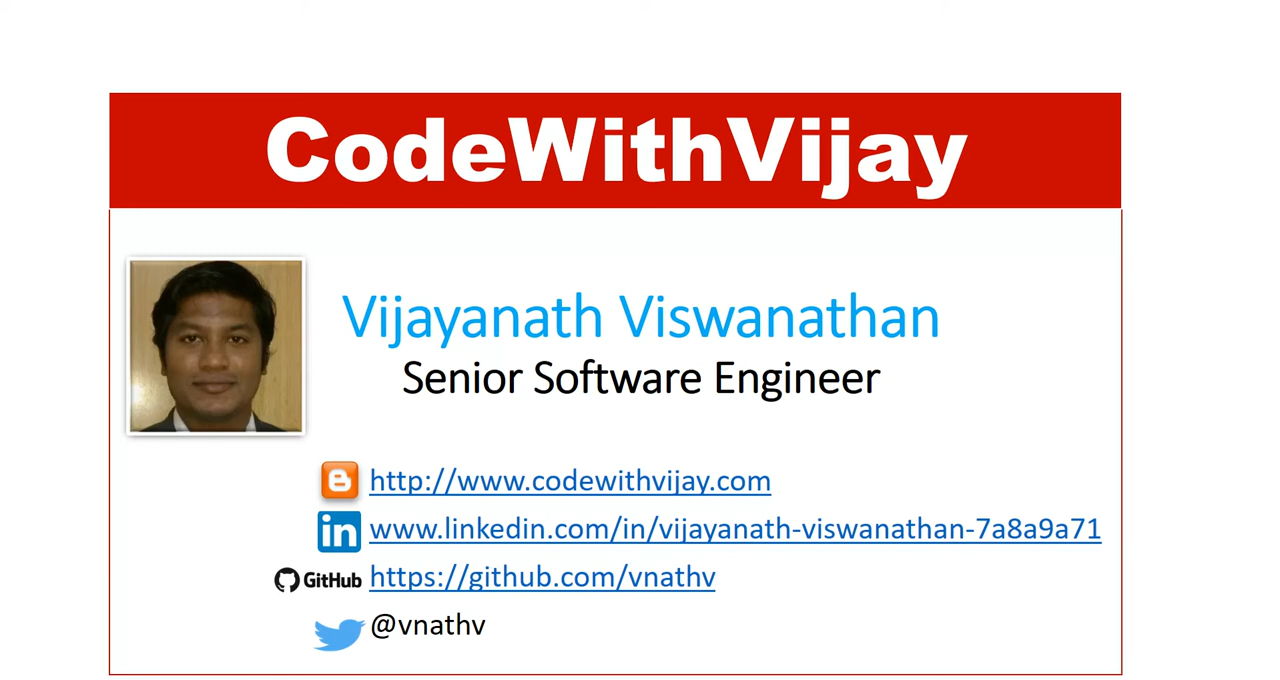 CodeWithVijay
Vijayanath Viswanathan
Senior Software Engineer
http://www.codewithvijay.com
in www.linkedin.com/in/vijayanath-viswanathan-7a8a9a71
GitHub https://github.com/vnathv
@vnathv